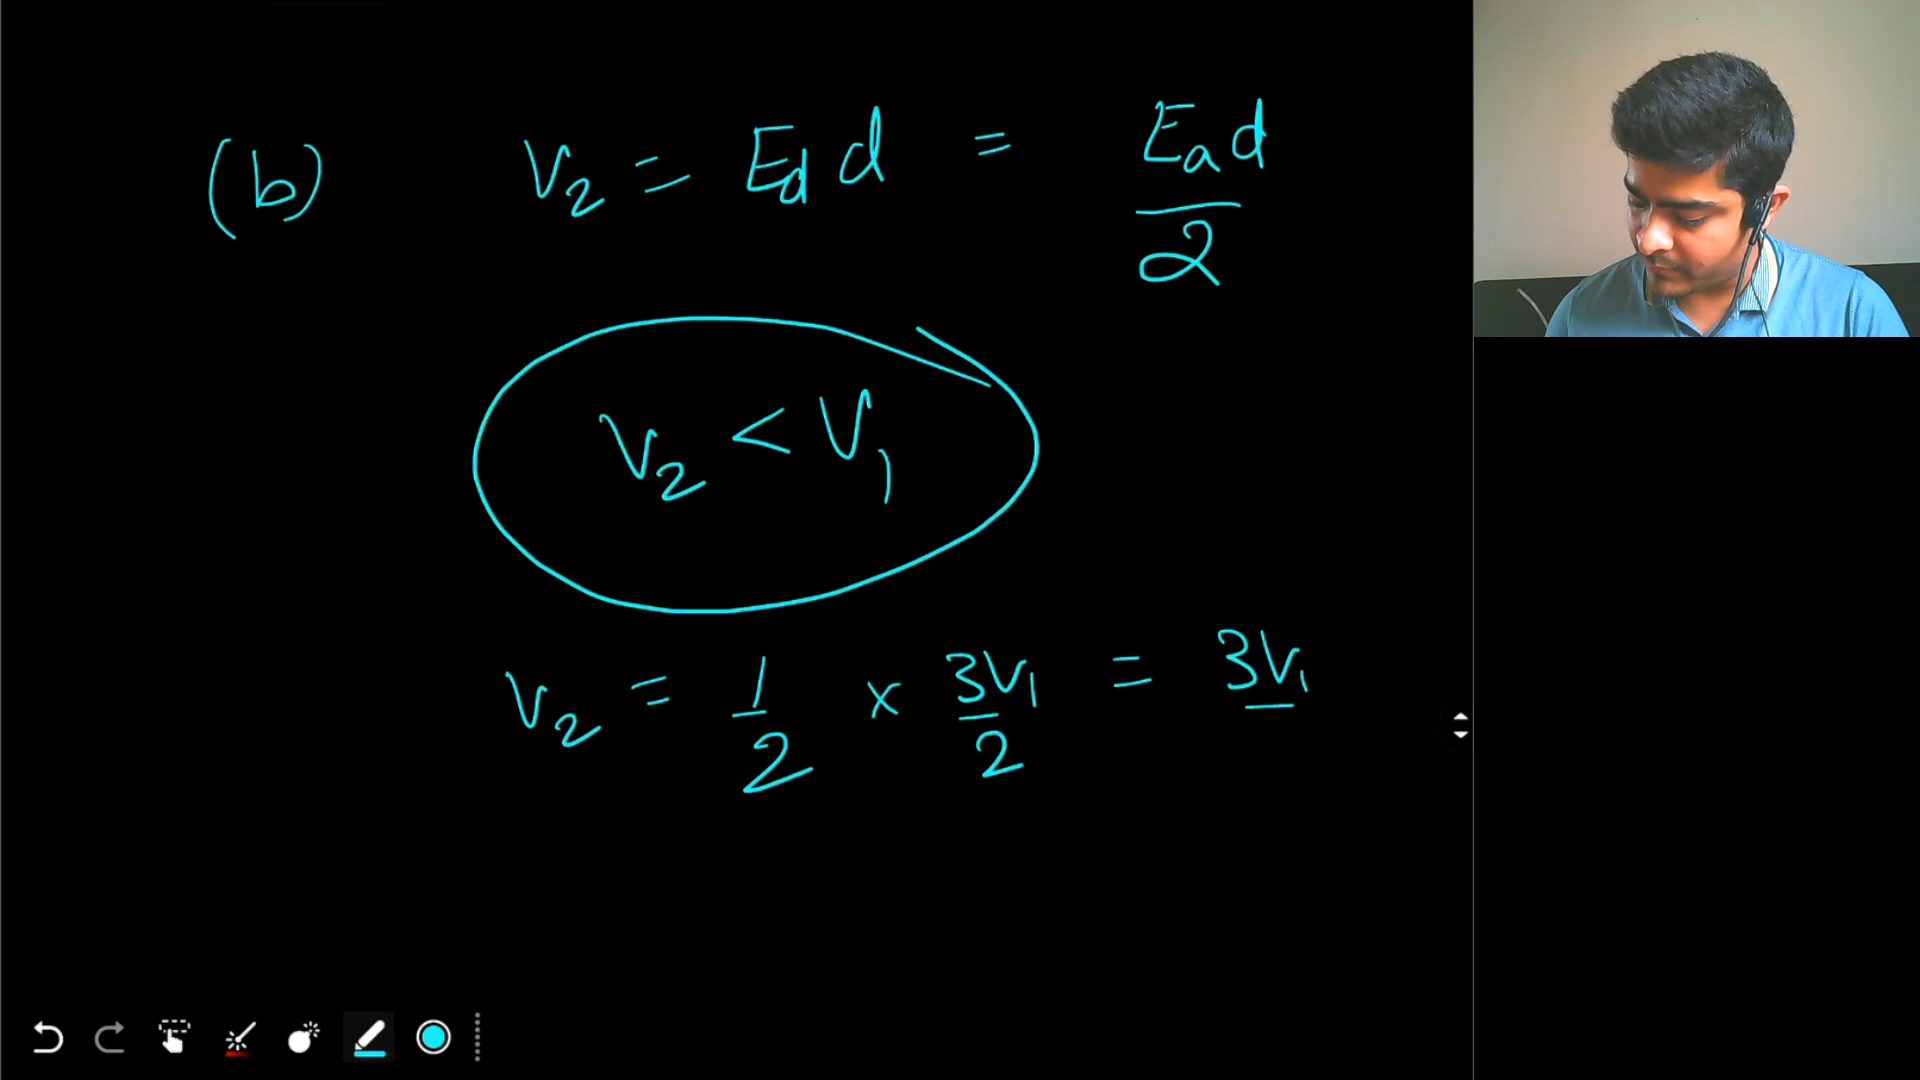 (b) V₂ = E_d d = E_a d / 2
V₂ < V₁
V₂ = 1/2 × 3V₁/2 = 3V₁